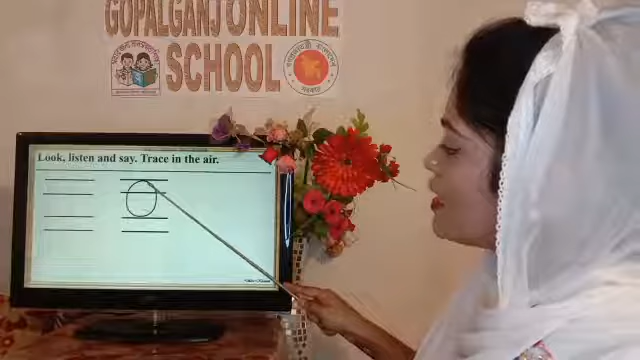 GOPALGANJ ONLINE
SCHOOL
Look, listen and say. Trace in the air.
O